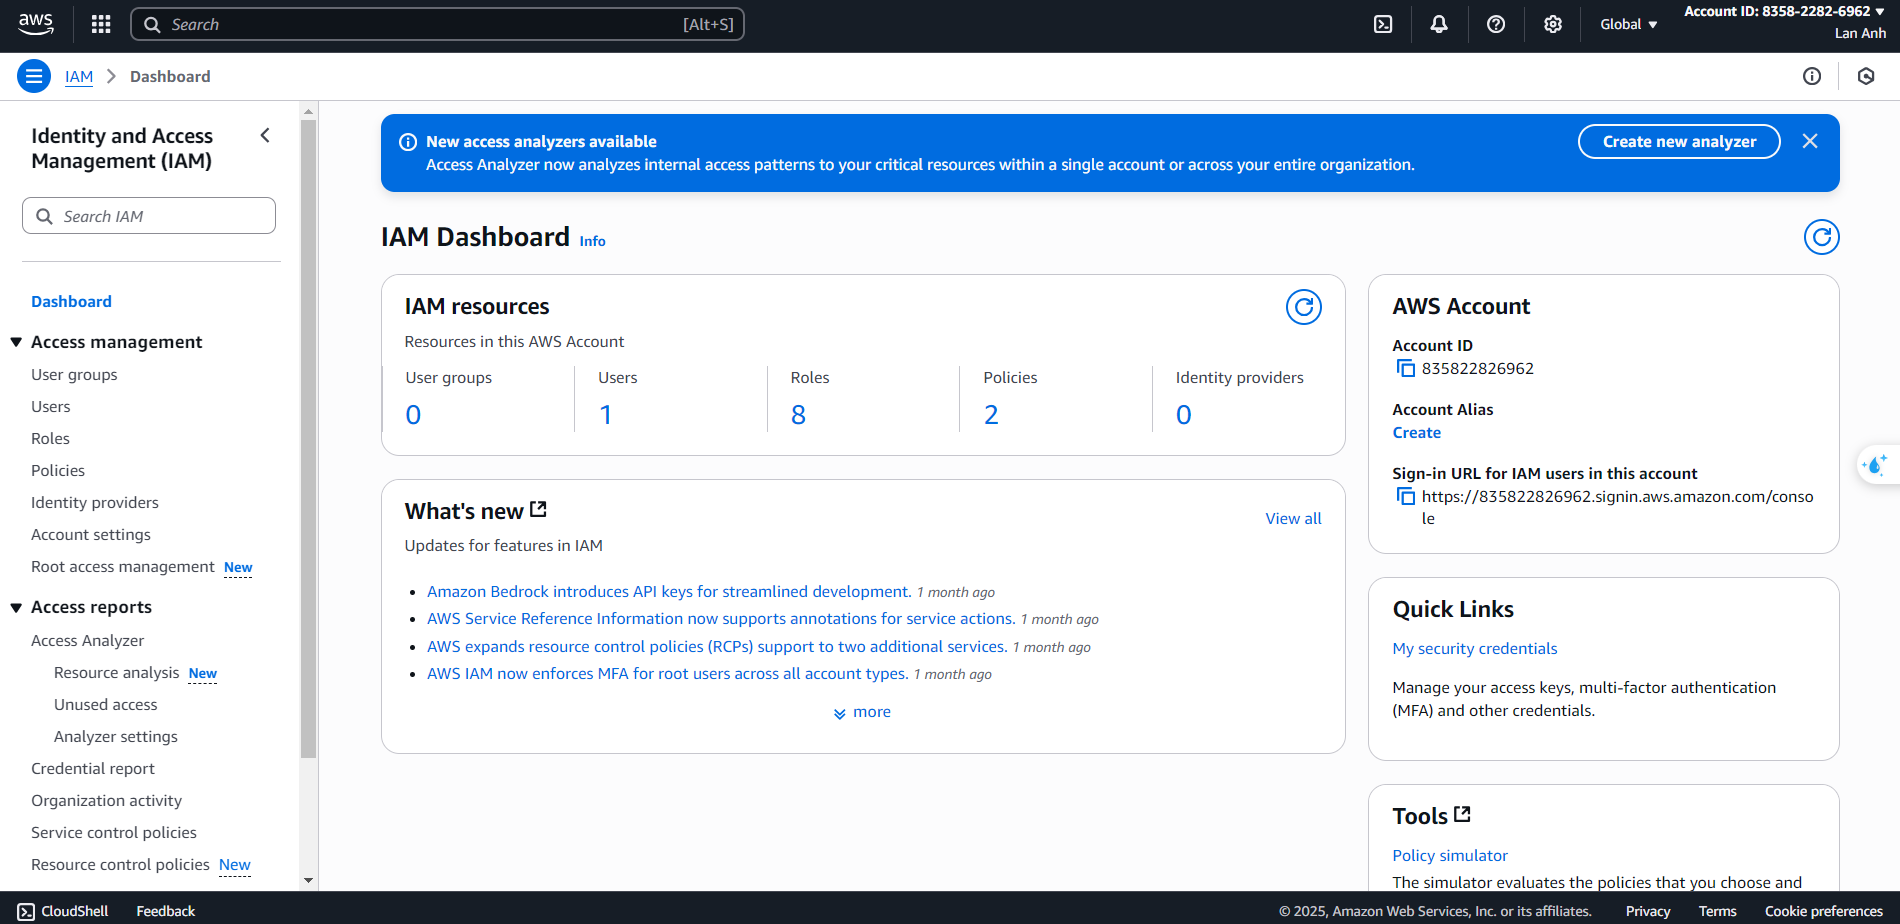 aws
Search [Alt+S]
Global
Account ID: 8358-2282-6962
Lan Anh
IAM
Dashboard
Identity and Access
Management (IAM)
Search IAM
Dashboard
Access management
User groups
Users
Roles
Policies
Identity providers
Account settings
Root access management New
Access reports
Access Analyzer
Resource analysis New
Unused access
Analyzer settings
Credential report
Organization activity
Service control policies
Resource control policies New
New access analyzers available
Access Analyzer now analyzes internal access patterns to your critical resources within a single account or across your entire organization.
Create new analyzer
IAM Dashboard Info
IAM resources
Resources in this AWS Account
User groups
0
Users
1
Roles
8
Policies
2
Identity providers
0
What's new
View all
Updates for features in IAM
Amazon Bedrock introduces API keys for streamlined development. 1 month ago
AWS Service Reference Information now supports annotations for service actions. 1 month ago
AWS expands resource control policies (RCPs) support to two additional services. 1 month ago
AWS IAM now enforces MFA for root users across all account types. 1 month ago
more
AWS Account
Account ID
835822826962
Account Alias
Create
Sign-in URL for IAM users in this account
https://835822826962.signin.aws.amazon.com/conso
le
Quick Links
My security credentials
Manage your access keys, multi-factor authentication
(MFA) and other credentials.
Tools
Policy simulator
The simulator evaluates the policies that you choose and
CloudShell
Feedback
© 2025, Amazon Web Services, Inc. or its affiliates.
Privacy
Terms
Cookie preferences